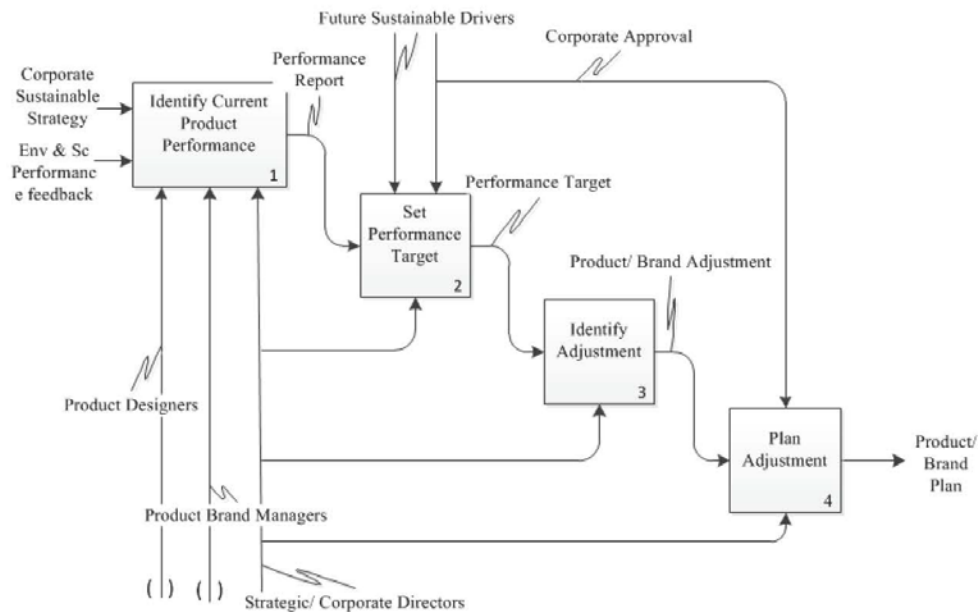 Future Sustainable Drivers
Corporate Approval
Performance
Report
Corporate
Sustainable
Strategy
Env & Sc
Performanc
e feedback
Identify Current
Product
Performance
1
Set
Performance
Target
2
Performance Target
Product/ Brand Adjustment
Identify
Adjustment
3
Product Designers
Plan
Adjustment
4
Product/
Brand
Plan
Product Brand Managers
( ) ( )
Strategic/ Corporate Directors